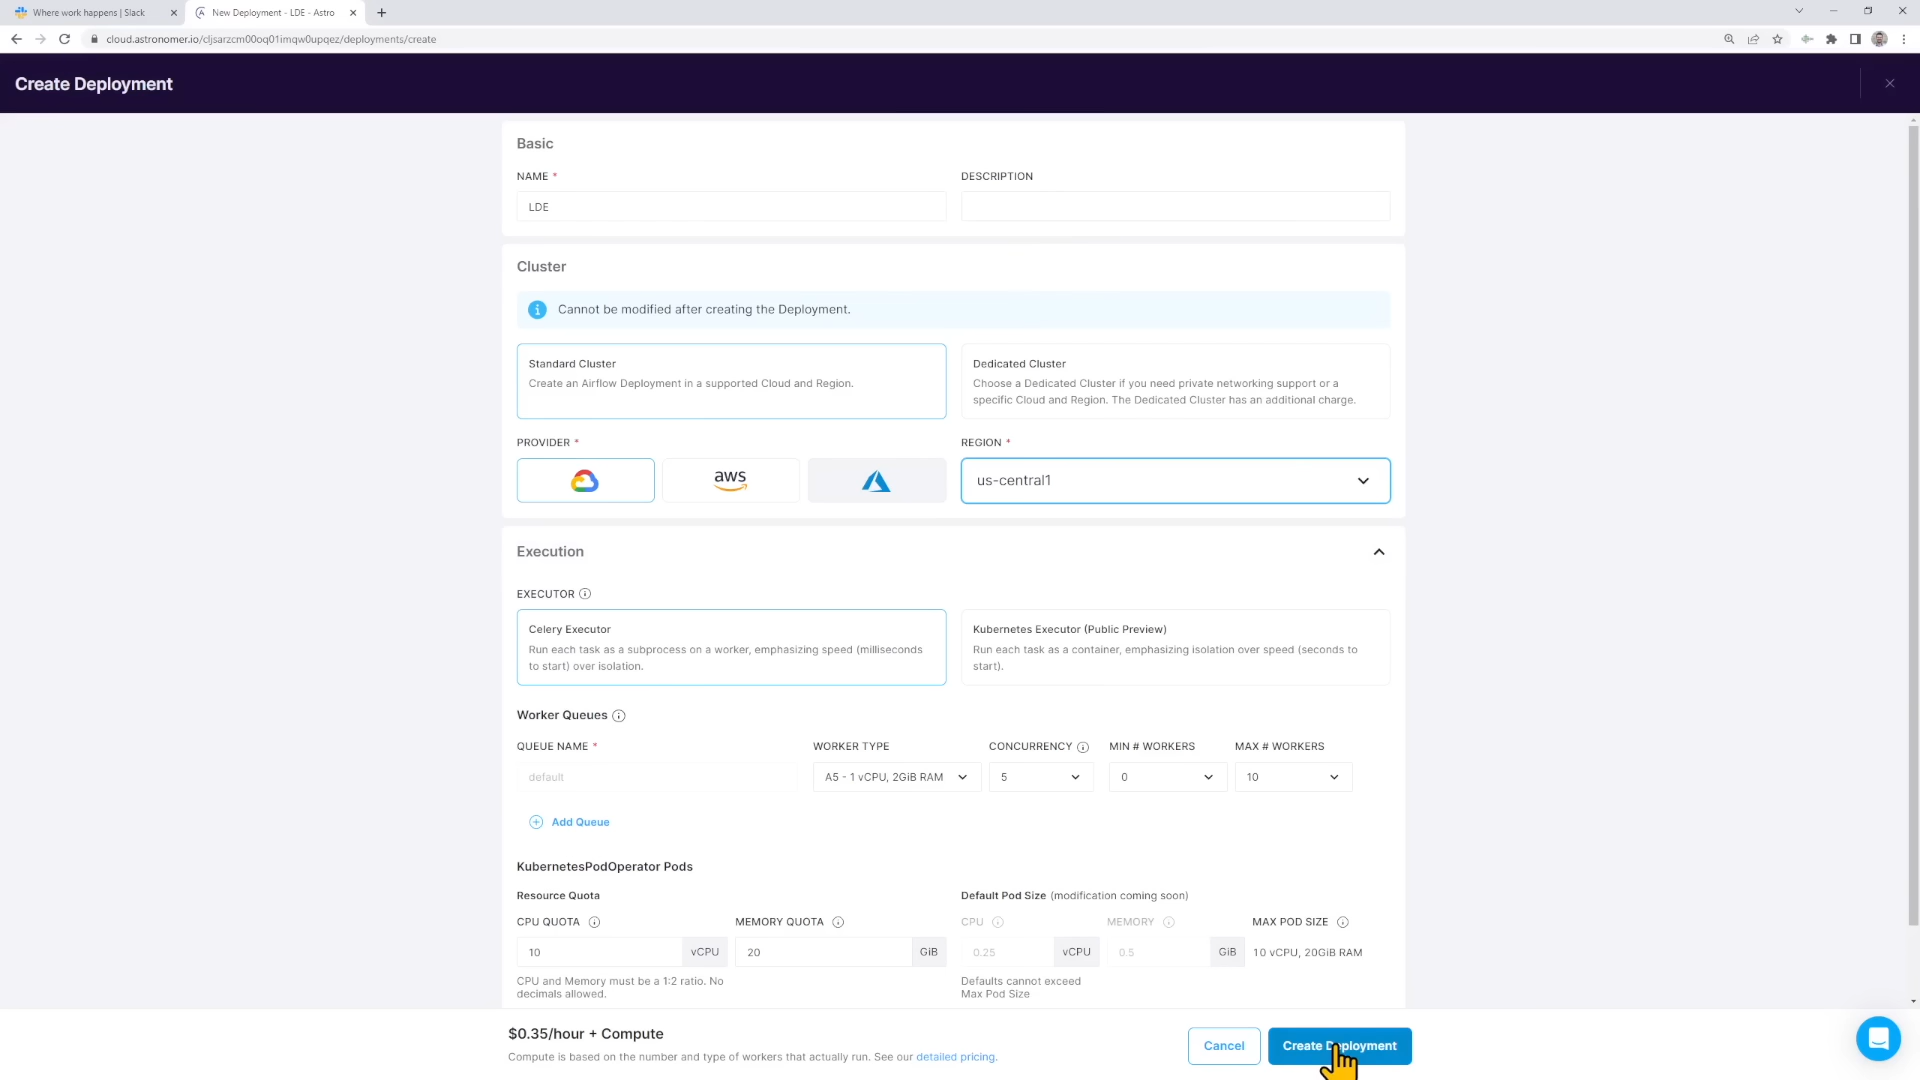 Where work happens | Slack
New Deployment - LDE - Astro
cloud.astronomer.io/cljsarzcm00oq01imqw0upqez/deployments/create
Create Deployment
Basic
NAME *
DESCRIPTION
LDE
Cluster
Cannot be modified after creating the Deployment.
Standard Cluster
Create an Airflow Deployment in a supported Cloud and Region.
Dedicated Cluster
Choose a Dedicated Cluster if you need private networking support or a
specific Cloud and Region. The Dedicated Cluster has an additional charge.
PROVIDER *
REGION *
aws
us-central1
Execution
EXECUTOR
Celery Executor
Run each task as a subprocess on a worker, emphasizing speed (milliseconds
to start) over isolation.
Kubernetes Executor (Public Preview)
Run each task as a container, emphasizing isolation over speed (seconds to
start).
Worker Queues
QUEUE NAME *
WORKER TYPE
CONCURRENCY
MIN # WORKERS
MAX # WORKERS
default
A5 - 1 vCPU, 2GiB RAM
5
0
10
Add Queue
KubernetesPodOperator Pods
Resource Quota
Default Pod Size (modification coming soon)
CPU QUOTA
MEMORY QUOTA
CPU
MEMORY
MAX POD SIZE
10 vCPU
20 GiB
0.25 vCPU
0.5 GiB
10 vCPU, 20GiB RAM
CPU and Memory must be a 1:2 ratio. No
decimals allowed.
Defaults cannot exceed
Max Pod Size
$0.35/hour + Compute
Compute is based on the number and type of workers that actually run. See our detailed pricing.
Cancel
Create Deployment